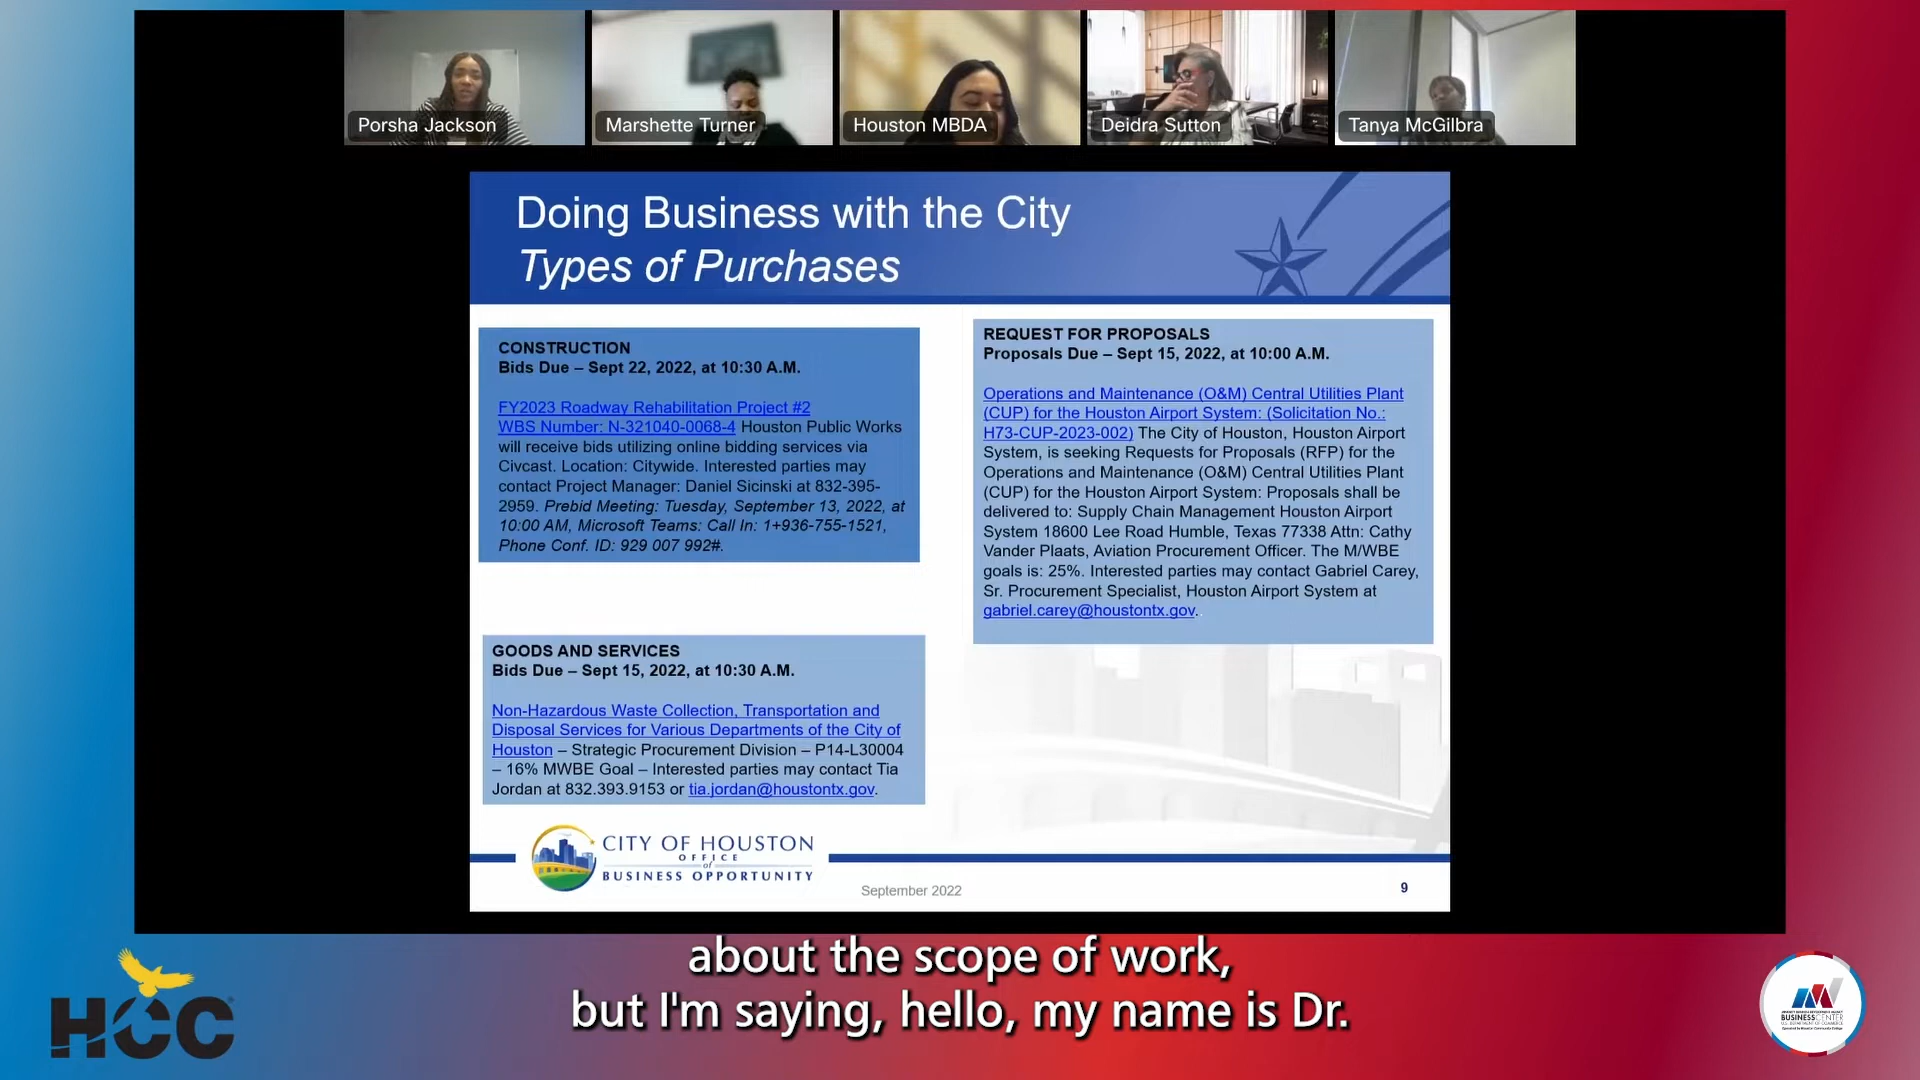 Porsha Jackson
Marshette Turner
Houston MBDA
Deidra Sutton
Tanya McGilbra
Doing Business with the City
Types of Purchases
CONSTRUCTION
Bids Due – Sept 22, 2022, at 10:30 A.M.
FY2023 Roadway Rehabilitation Project #2
WBS Number: N-321040-0068-4 Houston Public Works
will receive bids utilizing online bidding services via
Civcast. Location: Citywide. Interested parties may
contact Project Manager: Daniel Sicinski at 832-395-
2959. Prebid Meeting: Tuesday, September 13, 2022, at
10:00 AM, Microsoft Teams: Call In: 1+936-755-1521,
Phone Conf. ID: 929 007 992#.
GOODS AND SERVICES
Bids Due – Sept 15, 2022, at 10:30 A.M.
Non-Hazardous Waste Collection, Transportation and
Disposal Services for Various Departments of the City of
Houston – Strategic Procurement Division – P14-L30004
– 16% MWBE Goal – Interested parties may contact Tia
Jordan at 832.393.9153 or tia.jordan@houstontx.gov.
REQUEST FOR PROPOSALS
Proposals Due – Sept 15, 2022, at 10:00 A.M.
Operations and Maintenance (O&M) Central Utilities Plant
(CUP) for the Houston Airport System: (Solicitation No.:
H73-CUP-2023-002) The City of Houston, Houston Airport
System, is seeking Requests for Proposals (RFP) for the
Operations and Maintenance (O&M) Central Utilities Plant
(CUP) for the Houston Airport System: Proposals shall be
delivered to: Supply Chain Management Houston Airport
System 18600 Lee Road Humble, Texas 77338 Attn: Cathy
Vander Plaats, Aviation Procurement Officer. The M/WBE
goals is: 25%. Interested parties may contact Gabriel Carey,
Sr. Procurement Specialist, Houston Airport System at
gabriel.carey@houstontx.gov.
CITY OF HOUSTON
OFFICE
of
BUSINESS OPPORTUNITY
September 2022
9
about the scope of work,
but I'm saying, hello, my name is Dr.
HCC
BUSINESS CENTER